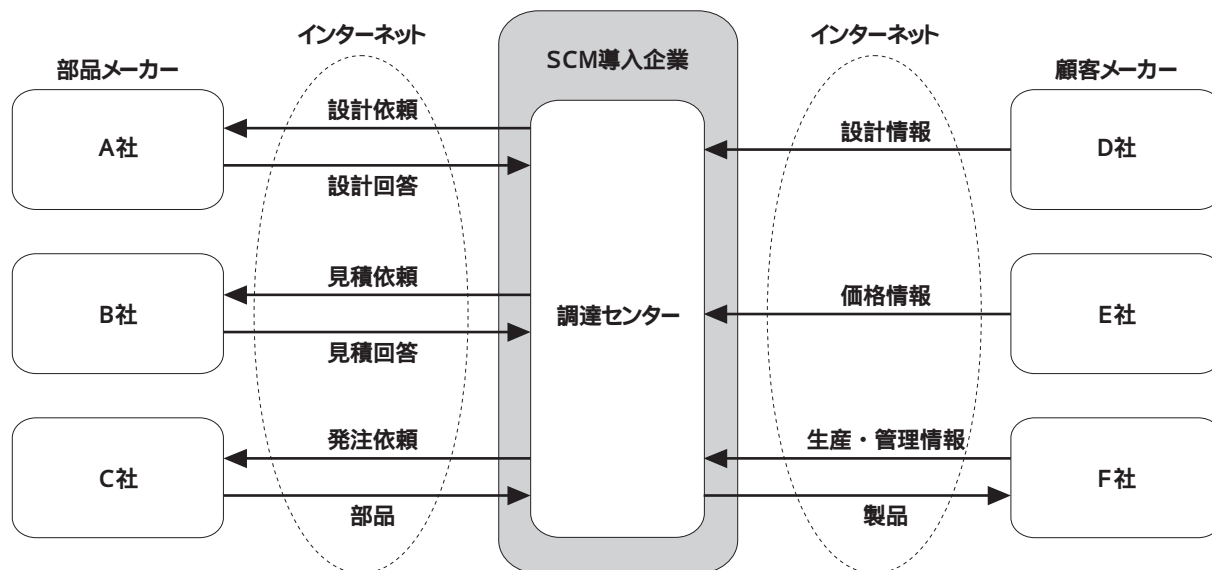 インターネット
インターネット
SCM導入企業
部品メーカー
顧客メーカー
設計依頼
A社
設計回答
設計情報
D社
見積依頼
B社
見積回答
調達センター
価格情報
E社
発注依頼
C社
部品
生産・管理情報
F社
製品